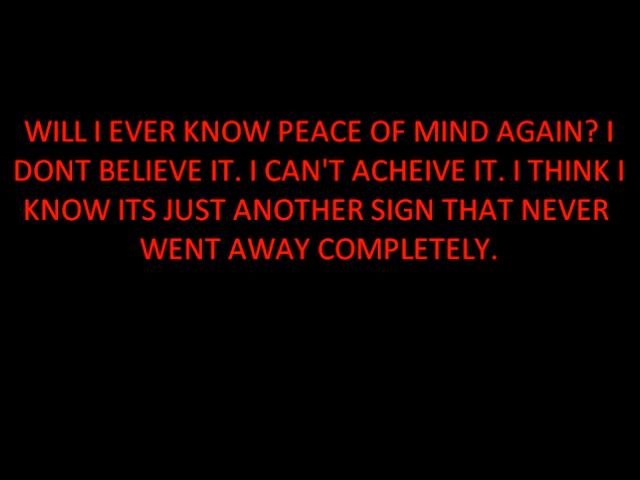 WILL I EVER KNOW PEACE OF MIND AGAIN? I
DONT BELIEVE IT. I CAN'T ACHEIVE IT. I THINK I
KNOW ITS JUST ANOTHER SIGN THAT NEVER
WENT AWAY COMPLETELY.